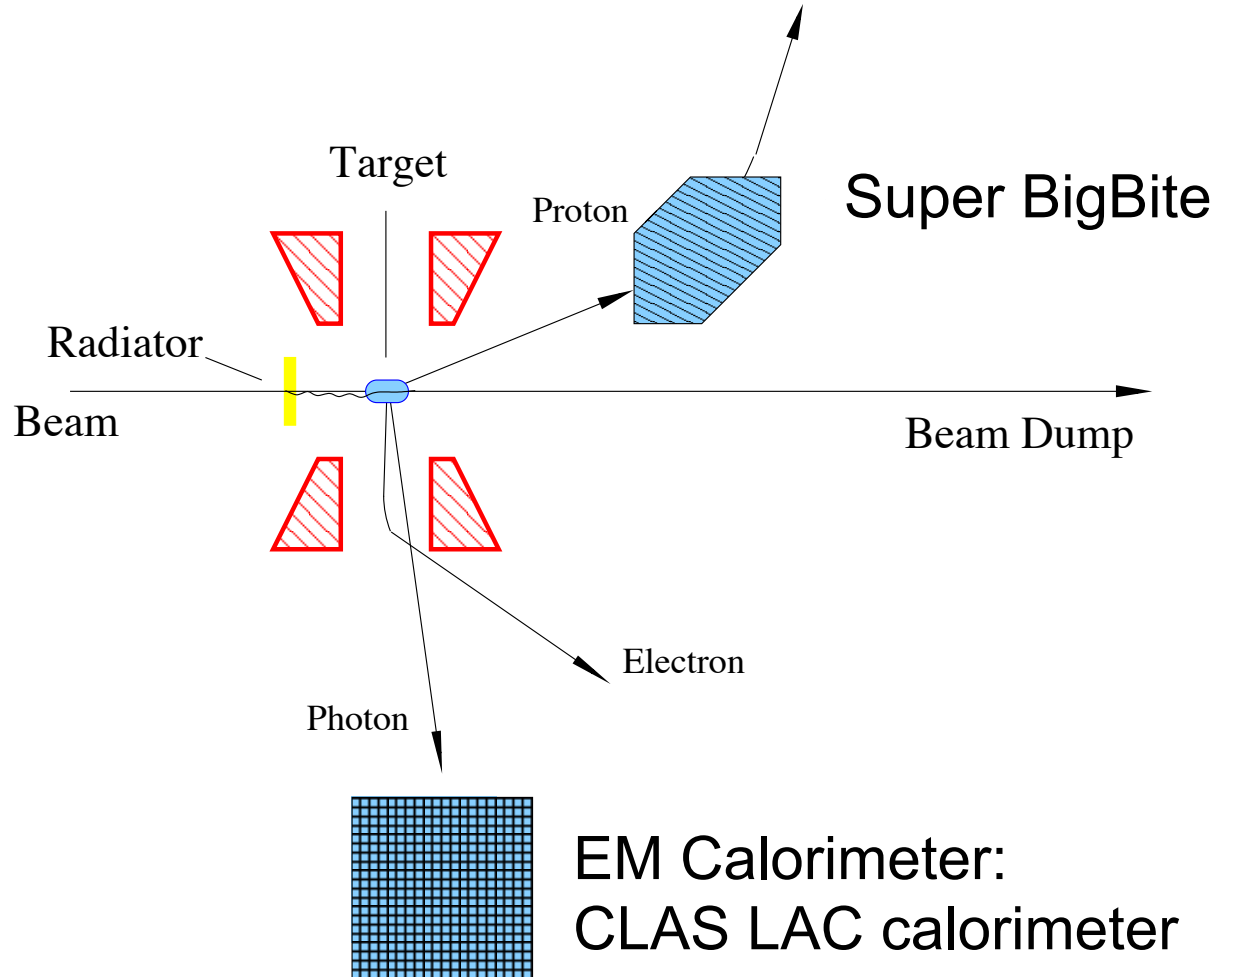 Target
Proton
Super BigBite
Radiator
Beam
Beam Dump
Electron
Photon
EM Calorimeter:
CLAS LAC calorimeter